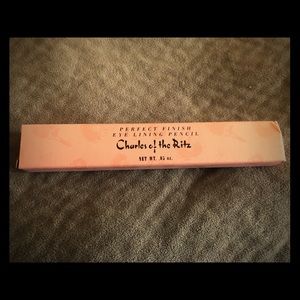 PERFECT FINISH
EYE LINING PENCIL
Charles of the Ritz
NET WT. .05 oz.